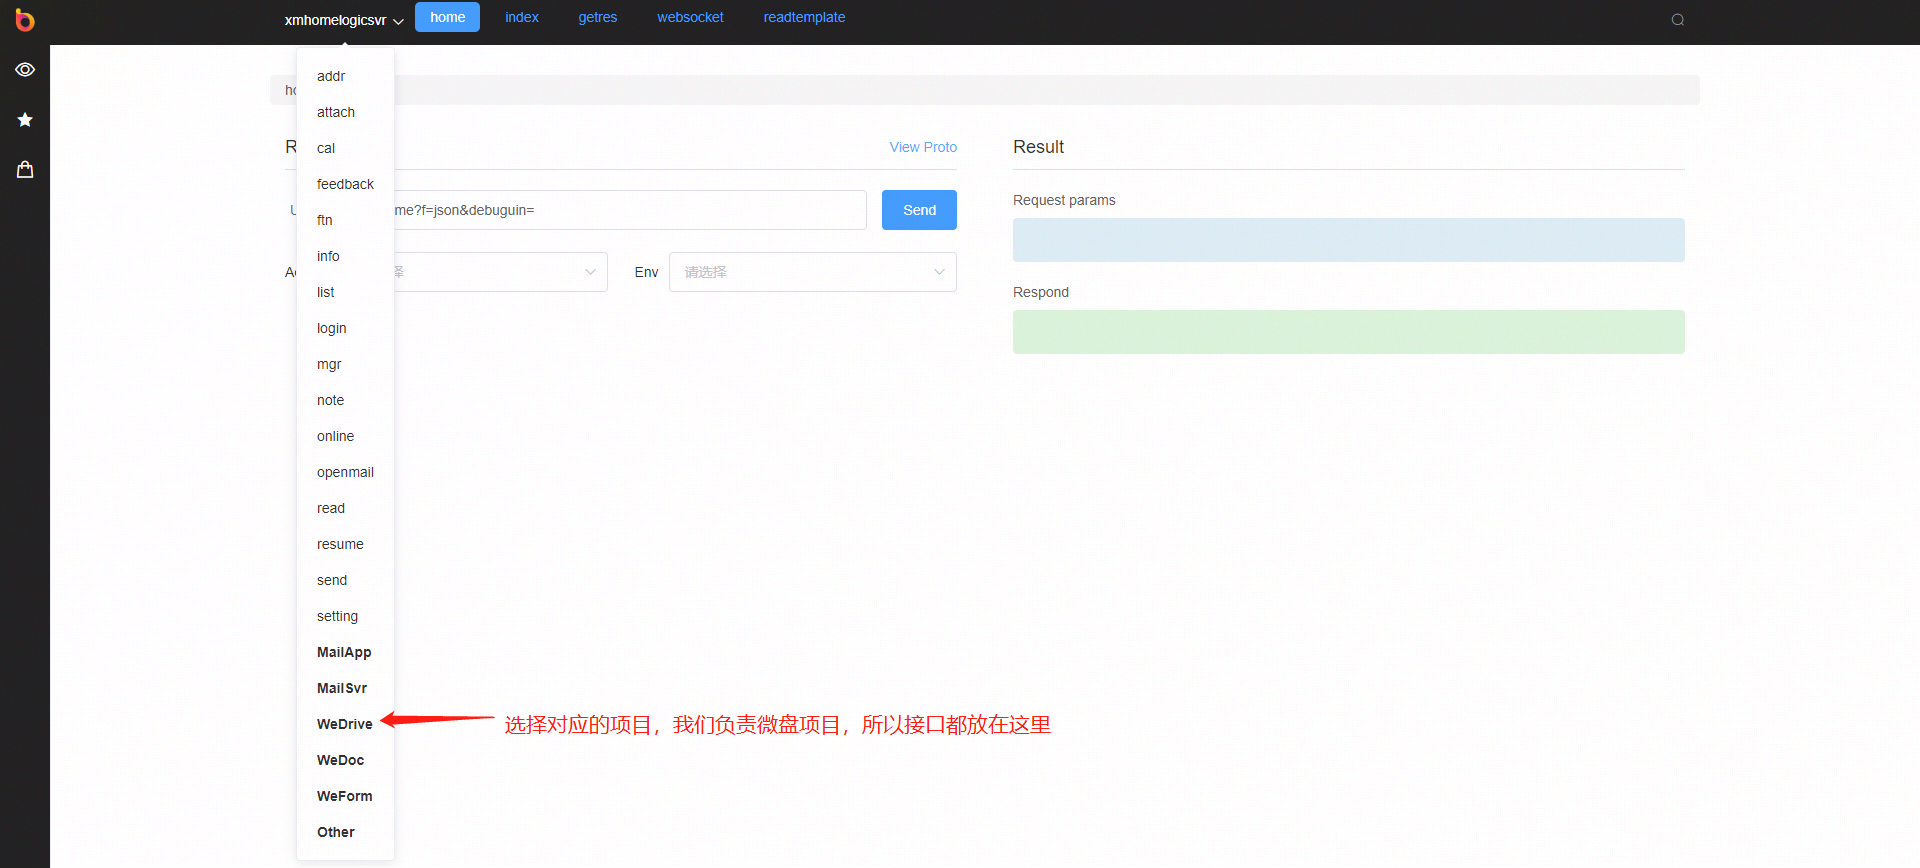 xmhomelogicsvr
home
index
getres
websocket
readtemplate
addr
attach
cal
feedback
ftn
info
list
login
mgr
note
online
openmail
read
resume
send
setting
MailApp
MailSvr
WeDrive
WeDoc
WeForm
Other
View Proto
me?f=json&debuguin=
Send
择
Env
请选择
Result
Request params
Respond
选择对应的项目，我们负责微盘项目，所以接口都放在这里